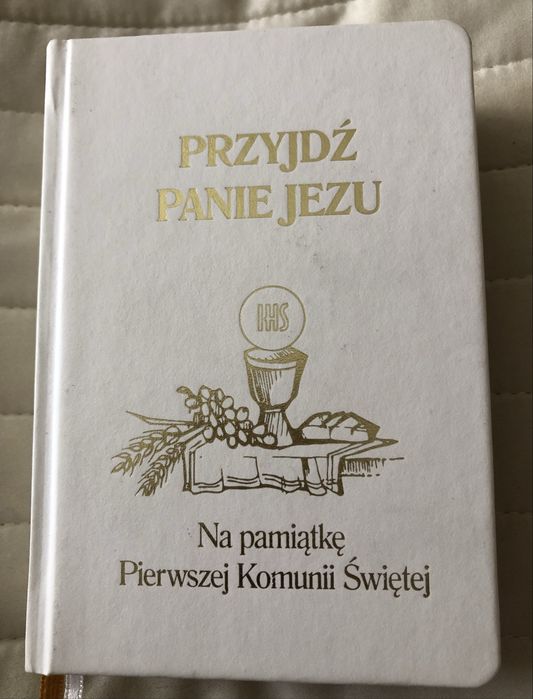 PRZYJDŹ
PANIE JEZU
IHS
Na pamiątkę
Pierwszej Komunii Świętej